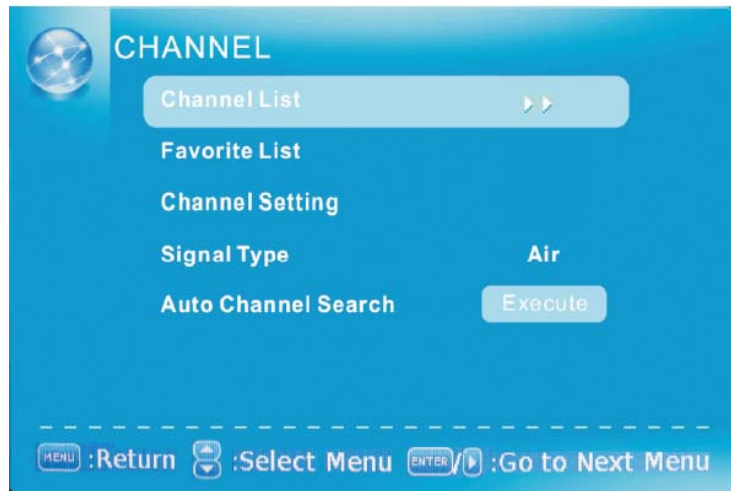 CHANNEL
Channel List
Favorite List
Channel Setting
Signal Type Air
Auto Channel Search Execute
MENU :Return :Select Menu ENTER/ :Go to Next Menu